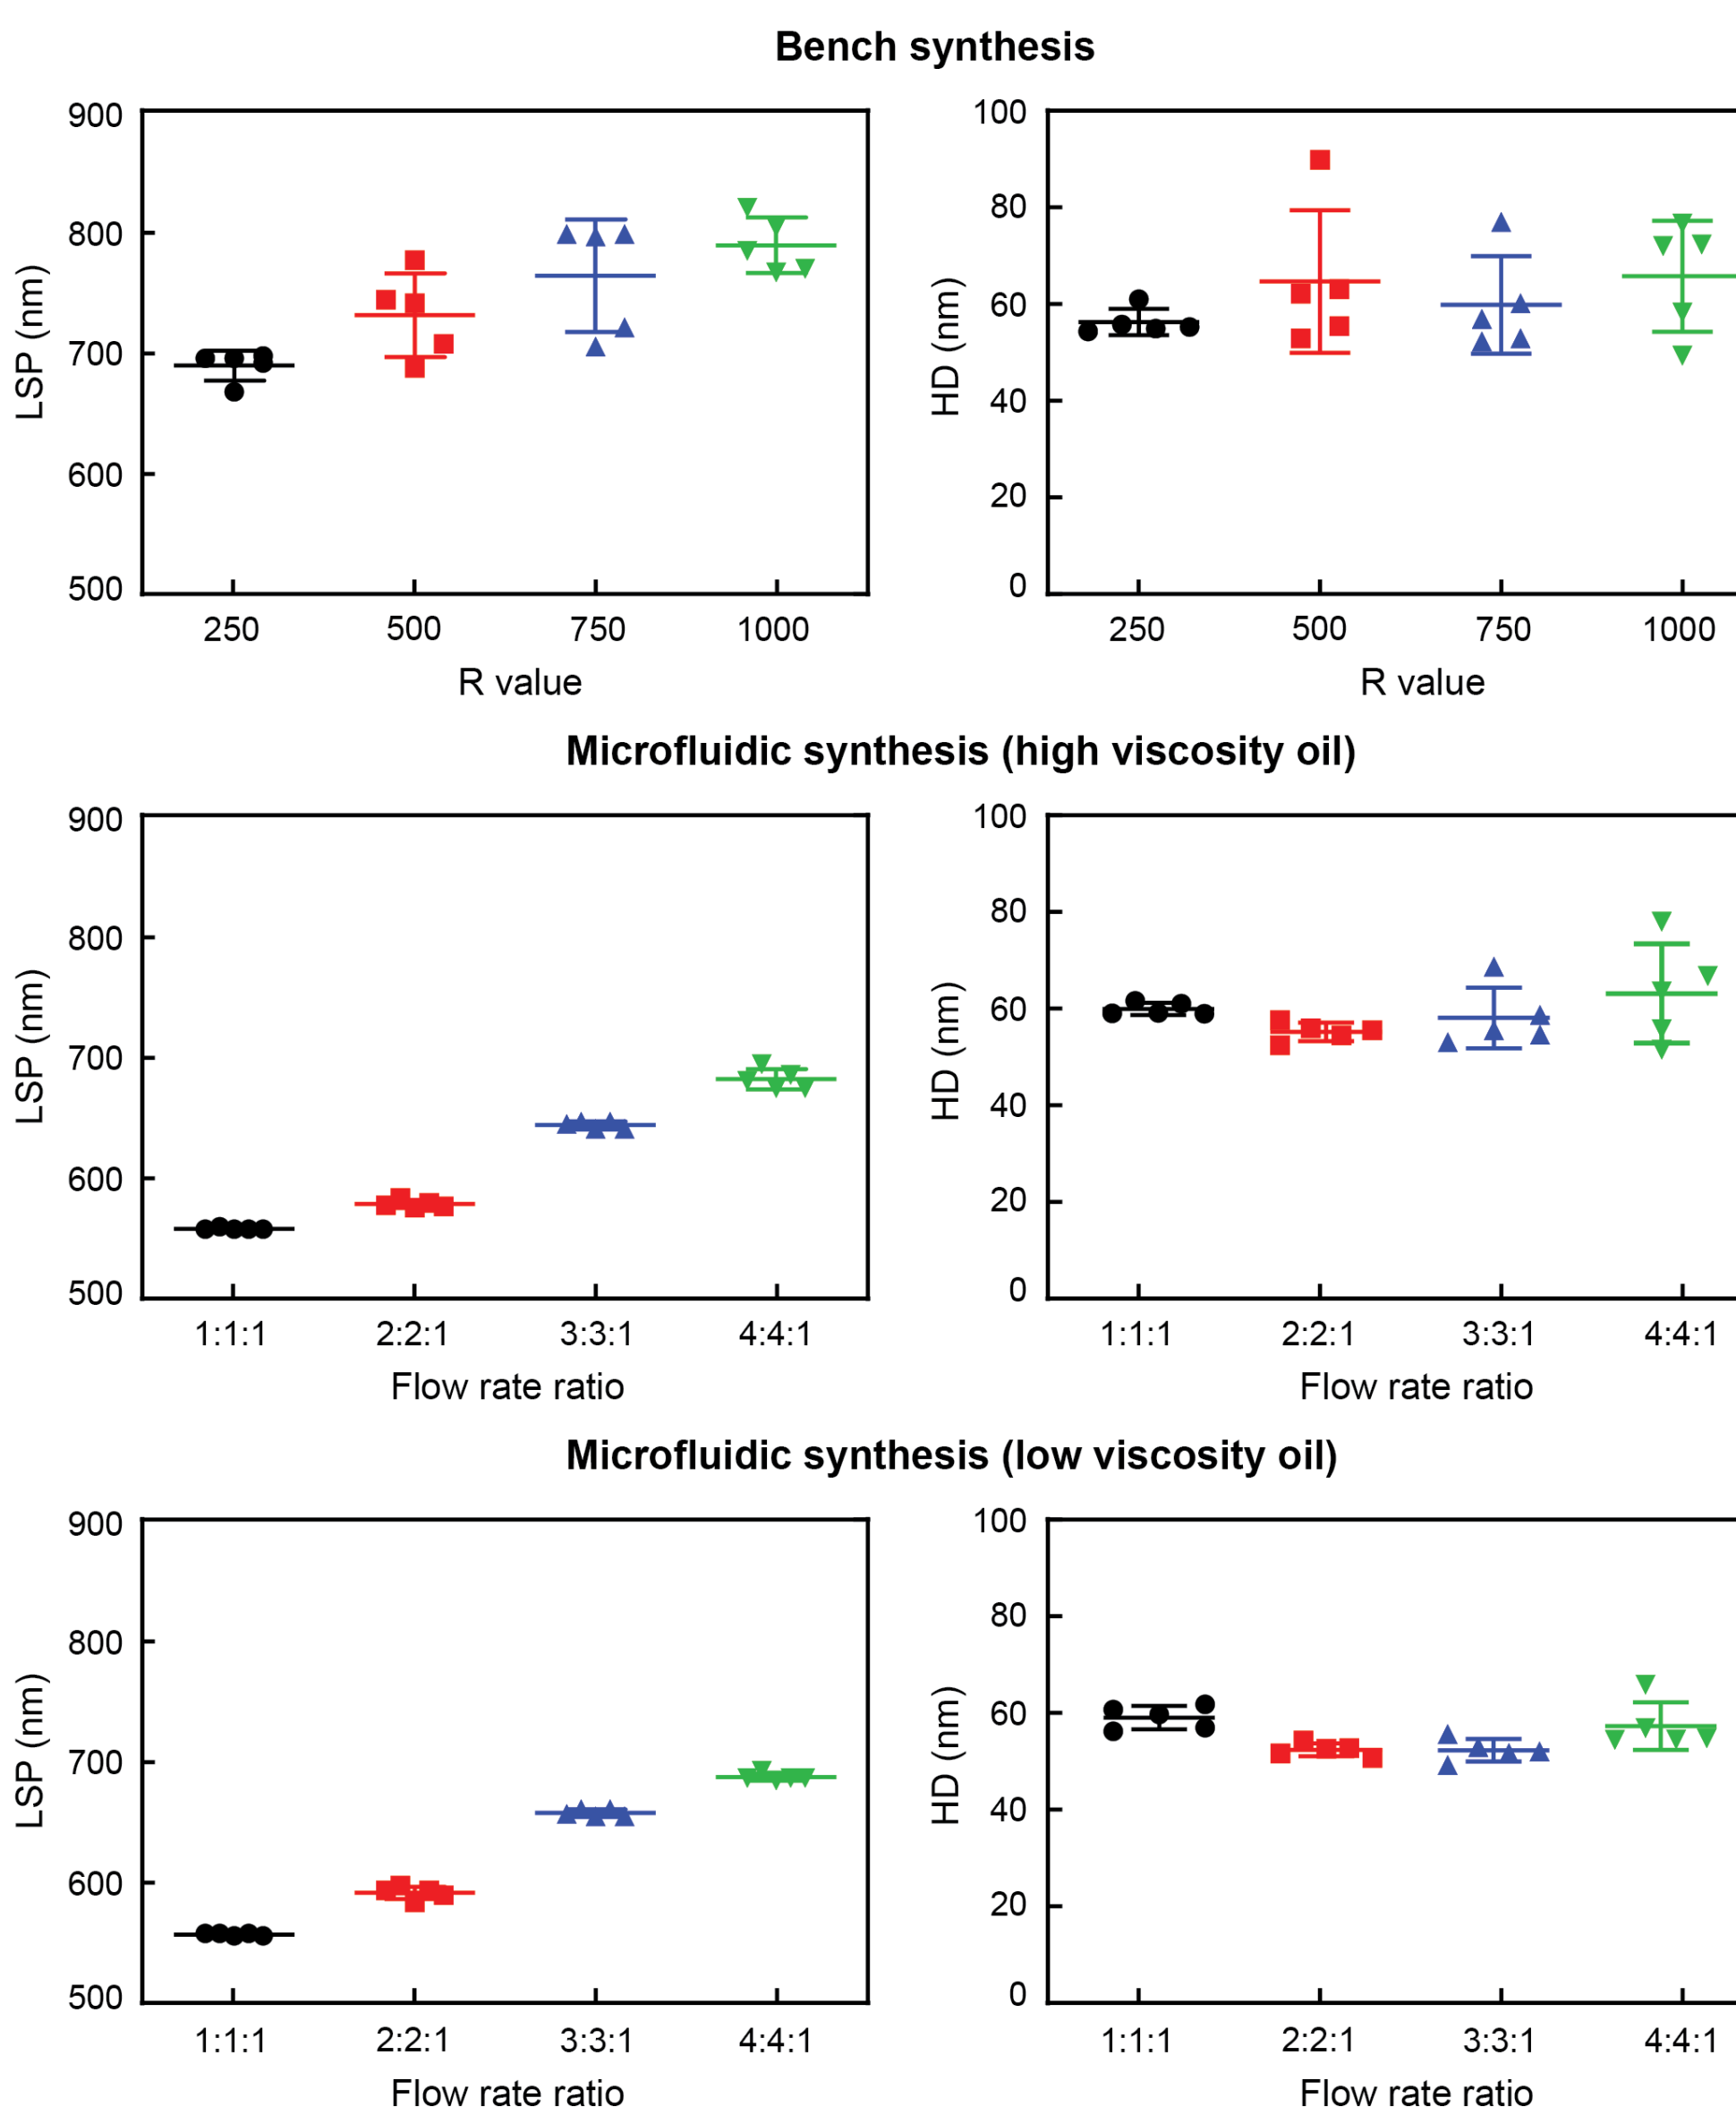 Bench synthesis
900
800
700
600
500
LSP (nm)
250 500 750 1000
R value
100
80
60
40
20
0
HD (nm)
250 500 750 1000
R value
Microfluidic synthesis (high viscosity oil)
900
800
700
600
500
LSP (nm)
1:1:1 2:2:1 3:3:1 4:4:1
Flow rate ratio
100
80
60
40
20
0
HD (nm)
1:1:1 2:2:1 3:3:1 4:4:1
Flow rate ratio
Microfluidic synthesis (low viscosity oil)
900
800
700
600
500
LSP (nm)
1:1:1 2:2:1 3:3:1 4:4:1
Flow rate ratio
100
80
60
40
20
0
HD (nm)
1:1:1 2:2:1 3:3:1 4:4:1
Flow rate ratio